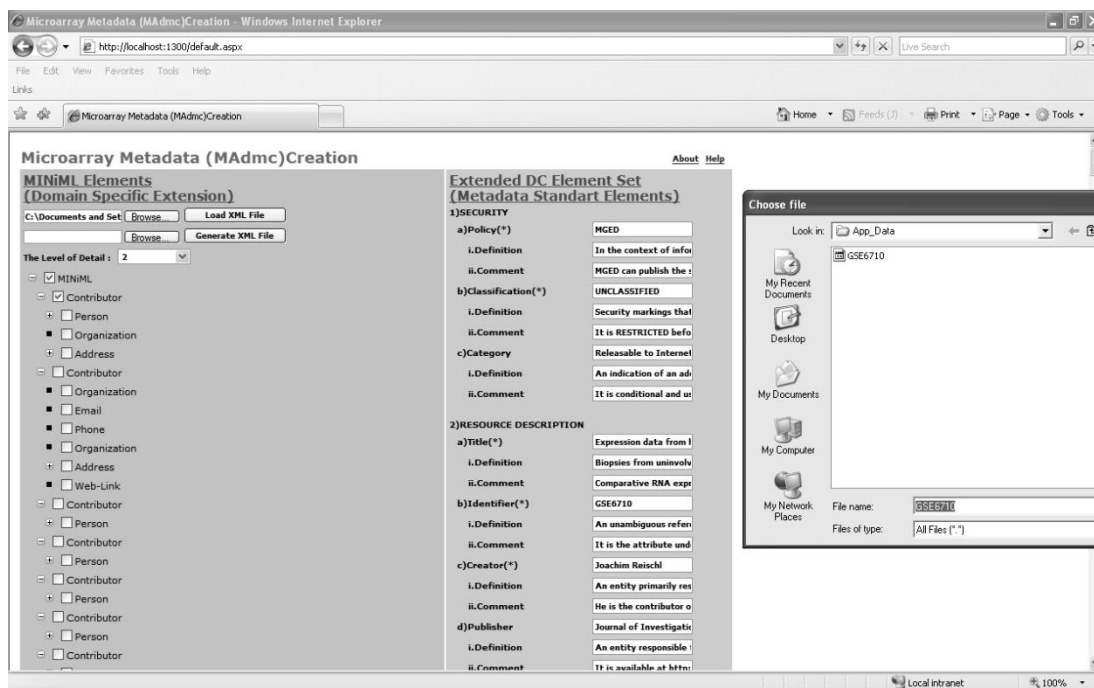 Microarray Metadata (MAdmc)Creation - Windows Internet Explorer
http://localhost:1300/default.aspx
Live Search
File Edit View Favorites Tools Help
Links
Microarray Metadata (MAdmc)Creation
Home Feeds (J) Print Page Tools
Microarray Metadata (MAdmc)Creation
About Help
MINiML Elements
(Domain Specific Extension)
C:\Documents and Set Browse... Load XML File
Browse... Generate XML File
The Level of Detail : 2
MINiML
Contributor
Person
Organization
Address
Contributor
Organization
Email
Phone
Organization
Address
Web-Link
Contributor
Person
Contributor
Person
Contributor
Person
Contributor
Person
Contributor
Extended DC Element Set
(Metadata Standart Elements)
1)SECURITY
a)Policy(*) MGED
i.Definition In the context of infor
ii.Comment MGED can publish the
b)Classification(*) UNCLASSIFIED
i.Definition Security markings that
ii.Comment It is RESTRICTED befo
c)Category Releasable to Internet
i.Definition An indication of an ad
ii.Comment It is conditional and us
2)RESOURCE DESCRIPTION
a)Title(*) Expression data from
i.Definition Biopsies from uninvolv
ii.Comment Comparative RNA expr
b)Identifier(*) GSE6710
i.Definition An unambiguous refere
ii.Comment It is the attribute und
c)Creator(*) Joachim Reischl
i.Definition An entity primarily res
ii.Comment He is the contributor o
d)Publisher Journal of Investigati
i.Definition An entity responsible
ii.Comment It is available at http:
Choose file
Look in: App_Data
GSE6710
My Recent
Documents
Desktop
My Documents
My Computer
My Network
Places
File name: GSE6710
Files of type: All Files (*.*)
Local intranet 100%